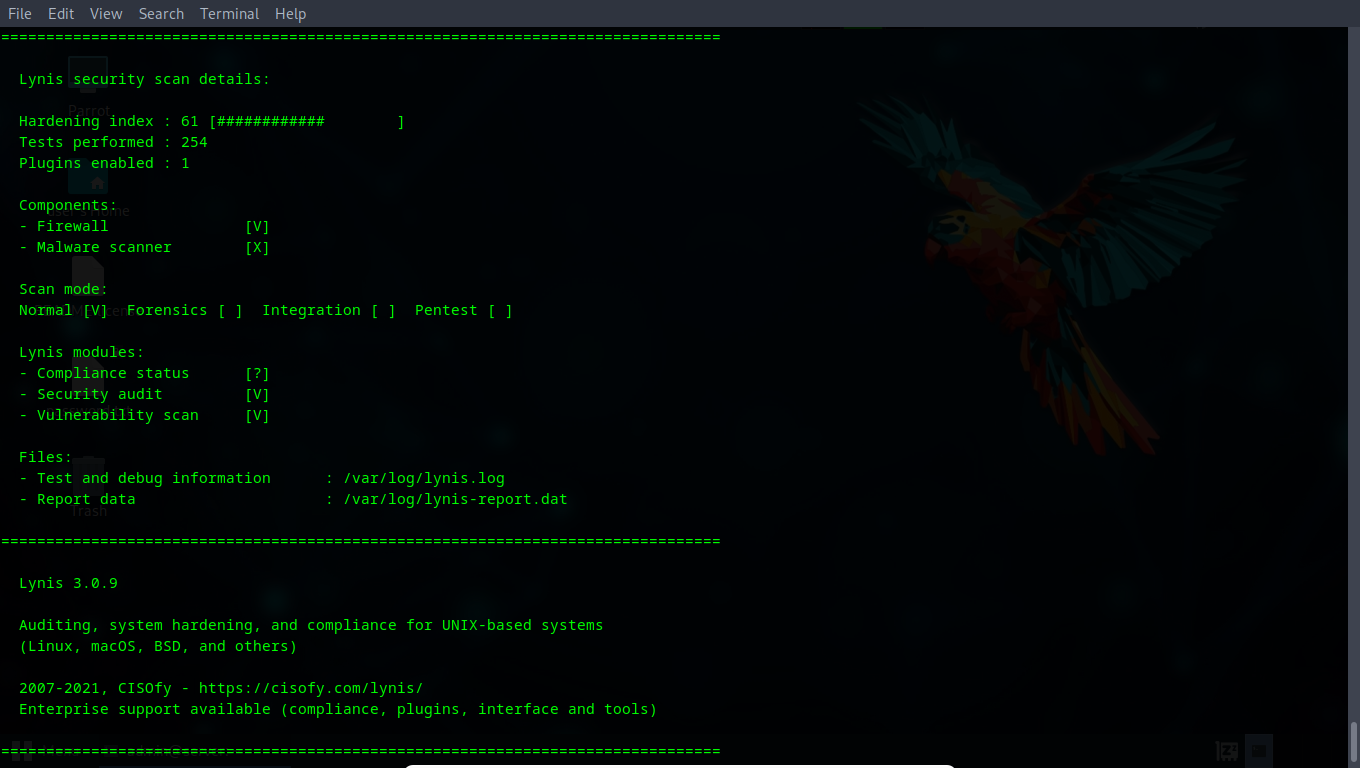 File Edit View Search Terminal Help
================================================================================
Lynis security scan details:
Hardening index : 61 [############        ]
Tests performed : 254
Plugins enabled : 1
Components:
- Firewall               [V]
- Malware scanner        [X]
Scan mode:
Normal [V]  Forensics [ ]  Integration [ ]  Pentest [ ]
Lynis modules:
- Compliance status      [?]
- Security audit         [V]
- Vulnerability scan     [V]
Files:
- Test and debug information      : /var/log/lynis.log
- Report data                     : /var/log/lynis-report.dat
================================================================================
Lynis 3.0.9
Auditing, system hardening, and compliance for UNIX-based systems
(Linux, macOS, BSD, and others)
2007-2021, CISOfy - https://cisofy.com/lynis/
Enterprise support available (compliance, plugins, interface and tools)
================================================================================
Parrot
Trash